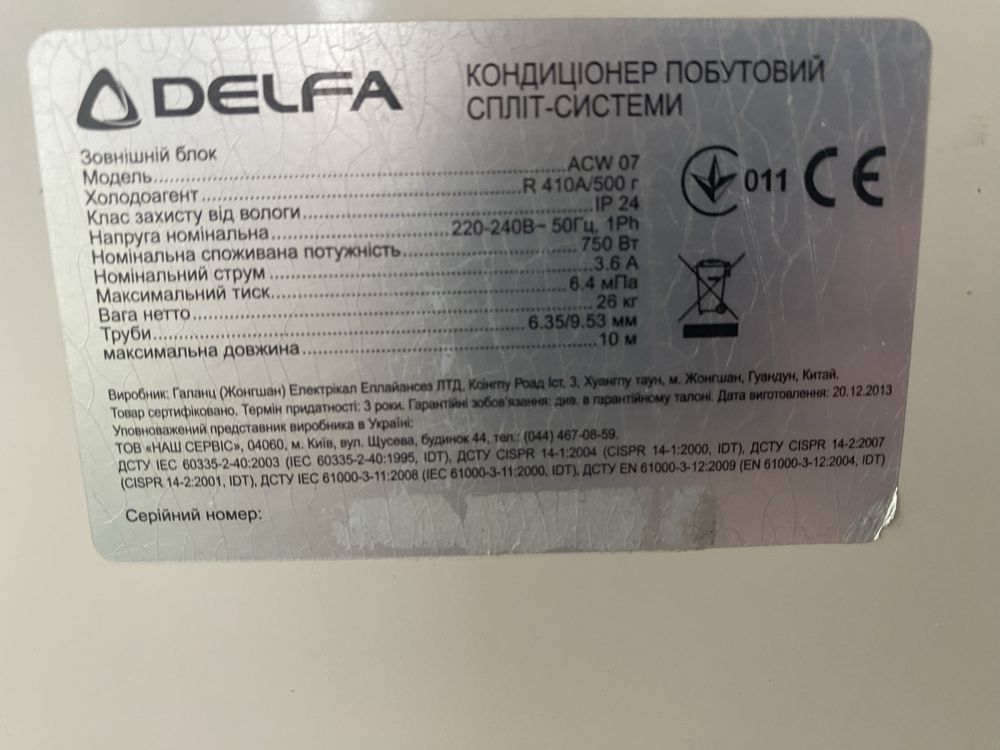 DELFA
КОНДИЦІОНЕР ПОБУТОВИЙ
СПЛІТ-СИСТЕМИ
Зовнішній блок
Модель..........ACW 07
Холодоагент..........R 410A/500 г
Клас захисту від вологи..........IP 24
Напруга номінальна..........220-240В~ 50Гц, 1Ph
Номінальна споживана потужність..........750 Вт
Номінальний струм..........3.6 А
Максимальний тиск..........6.4 мПа
Вага нетто..........26 кг
Труби..........6.35/9.53 мм
максимальна довжина..........10 м
011 CE
Виробник: Галанц (Жонгшан) Електрікал Еплайансез ЛТД, Ксінгпу Роад Іст, 3, Хуангпу таун, м. Жонгшан, Гуандун, Китай.
Товар сертифіковано. Термін придатності: 3 роки. Гарантійні зобов'язання: див. в гарантійному талоні. Дата виготовлення: 20.12.2013
Уповноважений представник виробника в Україні:
ТОВ «НАШ СЕРВІС», 04060, м. Київ, вул. Щусева, будинок 44, тел.: (044) 467-08-59.
ДСТУ IEC 60335-2-40:2003 (IEC 60335-2-40:1995, IDT), ДСТУ CISPR 14-1:2004 (CISPR 14-1:2000, IDT), ДСТУ CISPR 14-2:2007
(CISPR 14-2:2001, IDT), ДСТУ IEC 61000-3-11:2008 (IEC 61000-3-11:2000, IDT), ДСТУ EN 61000-3-12:2009 (EN 61000-3-12:2004, IDT)
Серійний номер: